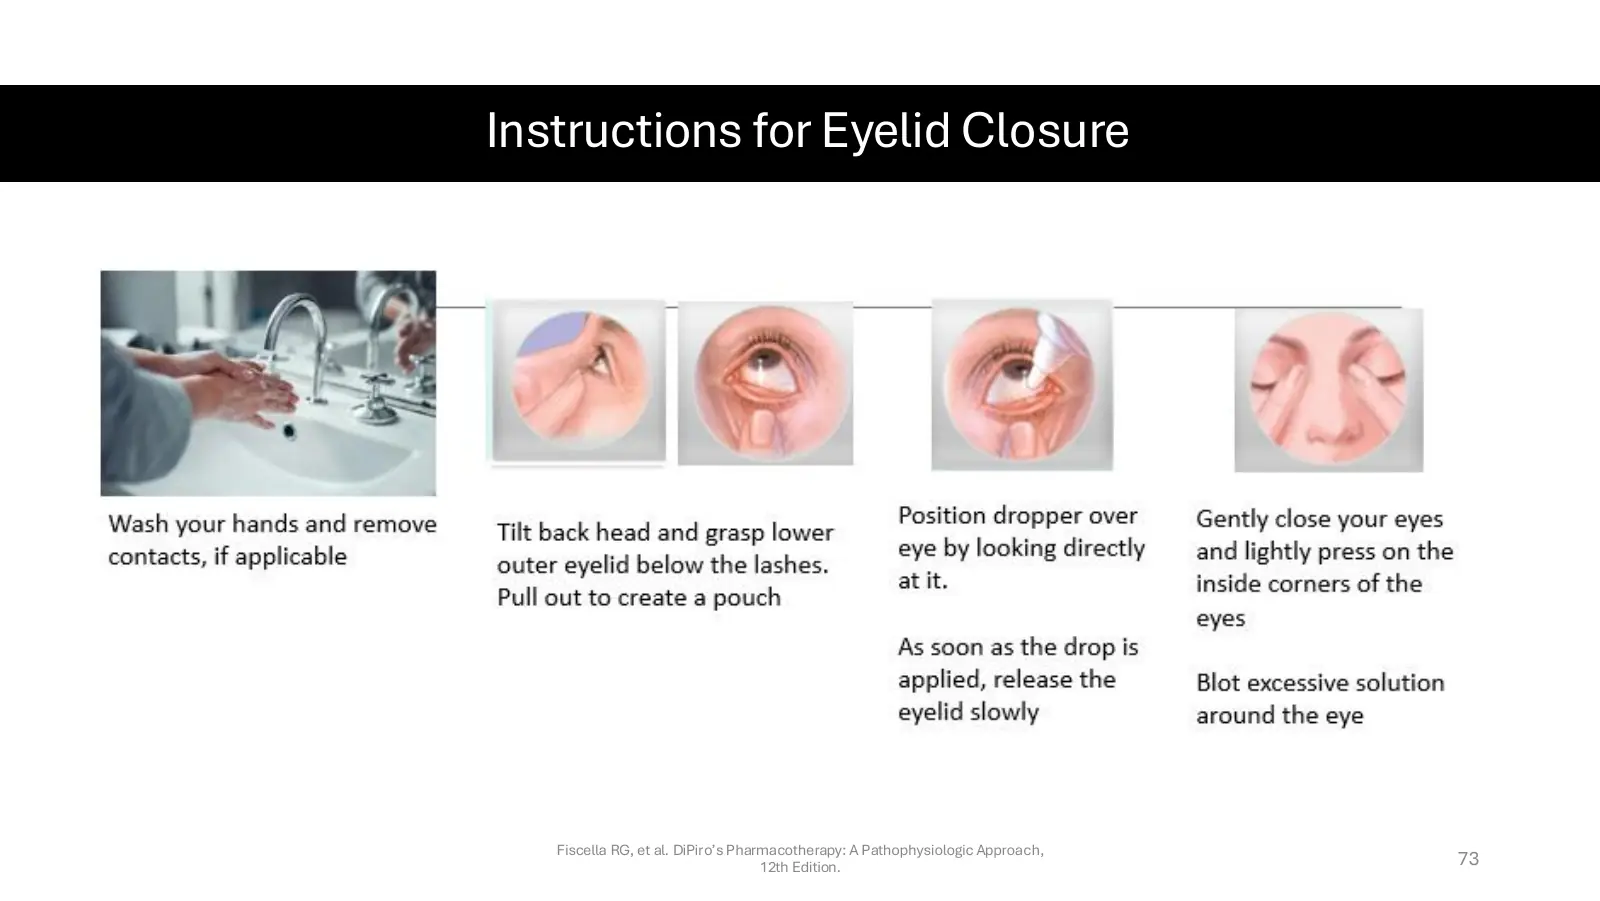 Instructions for Eyelid Closure
Wash your hands and remove
contacts, if applicable
Tilt back head and grasp lower
outer eyelid below the lashes.
Pull out to create a pouch
Position dropper over
eye by looking directly
at it.
As soon as the drop is
applied, release the
eyelid slowly
Gently close your eyes
and lightly press on the
inside corners of the
eyes
Blot excessive solution
around the eye
Fiscella RG, et al. DiPiro’s Pharmacotherapy: A Pathophysiologic Approach,
12th Edition.
73